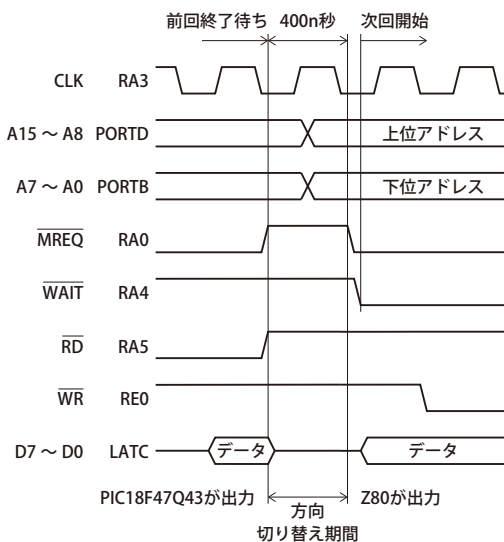 前回終了待ち 400n秒 次回開始
CLK RA3
A15 ～ A8 PORTD 上位アドレス
A7 ～ A0 PORTB 下位アドレス
MREQ RA0
WAIT RA4
RD RA5
WR RE0
D7 ～ D0 LATC データ データ
PIC18F47Q43が出力 方向 Z80が出力
切り替え期間